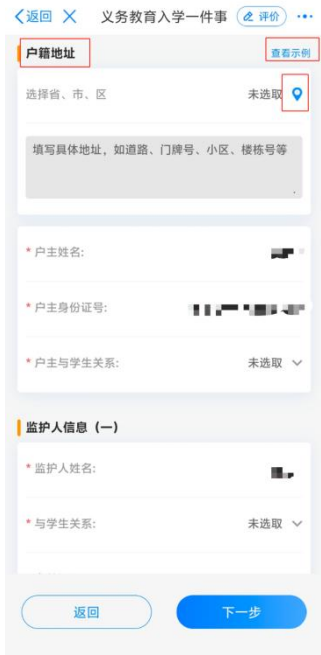 返回 义务教育入学一件事 评价
户籍地址 查看示例
选择省、市、区 未选取
填写具体地址，如道路、门牌号、小区、楼栋号等
* 户主姓名:
* 户主身份证号:
* 户主与学生关系: 未选取
监护人信息（一）
* 监护人姓名:
* 与学生关系: 未选取
返回 下一步